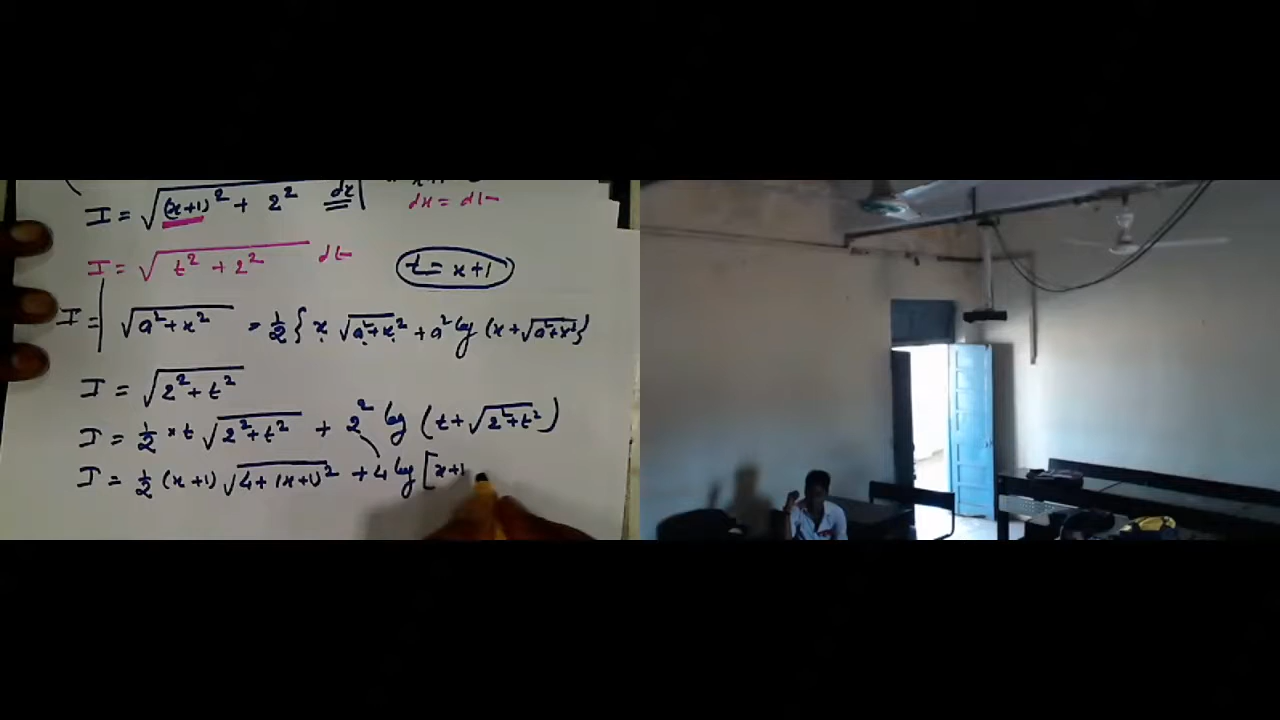 I = √(x+1)² + 2² dx
dx = dt
I = √t² + 2² dt
t = x+1
I = √a²+x² = ½{ x √a²+x² + a² log (x+√a²+x² }
I = √2²+t²
I = ½ × t √2²+t² + 2² log (t+√2²+t²)
I = ½ (x+1) √4+(x+1)² + 4 log [x+1